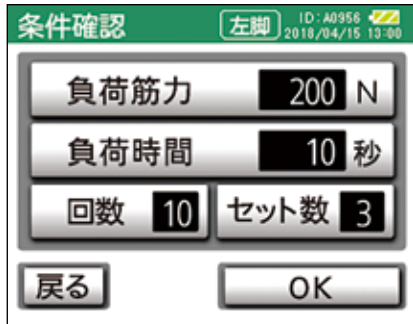 条件確認 左脚 ID:A0956
2018/04/15 13:00
負荷筋力 200 N
負荷時間 10 秒
回数 10 セット数 3
戻る OK